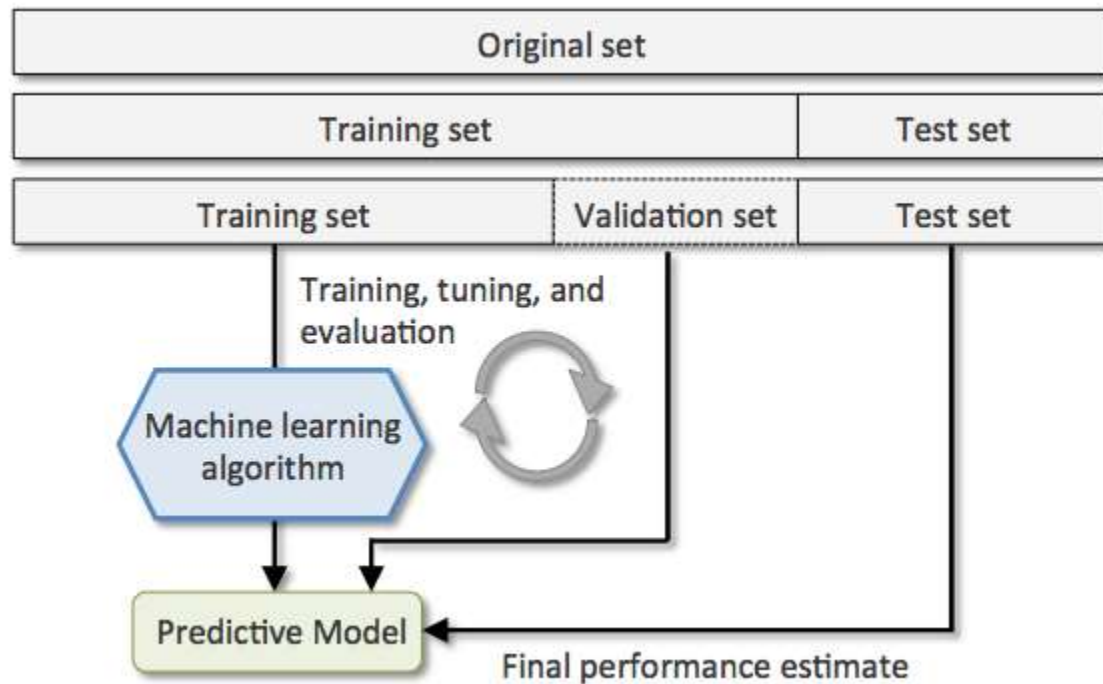 Original set
Training set
Test set
Training set
Validation set
Test set
Training, tuning, and
evaluation
Machine learning
algorithm
Predictive Model
Final performance estimate